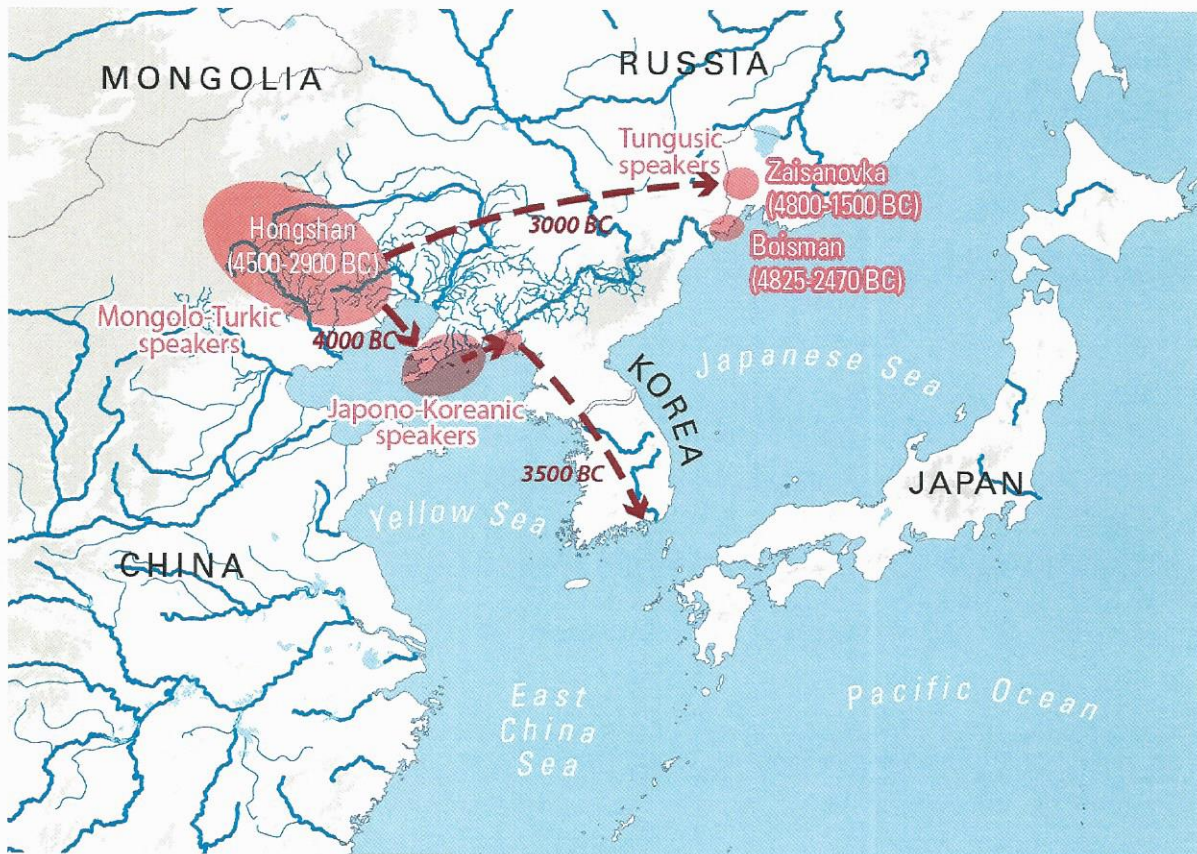 MONGOLIA
RUSSIA
Tungusic
speakers
Zaisanovka
(4800-1500 BC)
3000 BC
Hongshan
(4500-2900 BC)
Boisman
(4825-2470 BC)
Mongolo-Turkic
speakers
4000 BC
Japono-Koreanic
speakers
KOREA
Japanese Sea
3500 BC
JAPAN
Yellow Sea
CHINA
East
China
Sea
Pacific Ocean